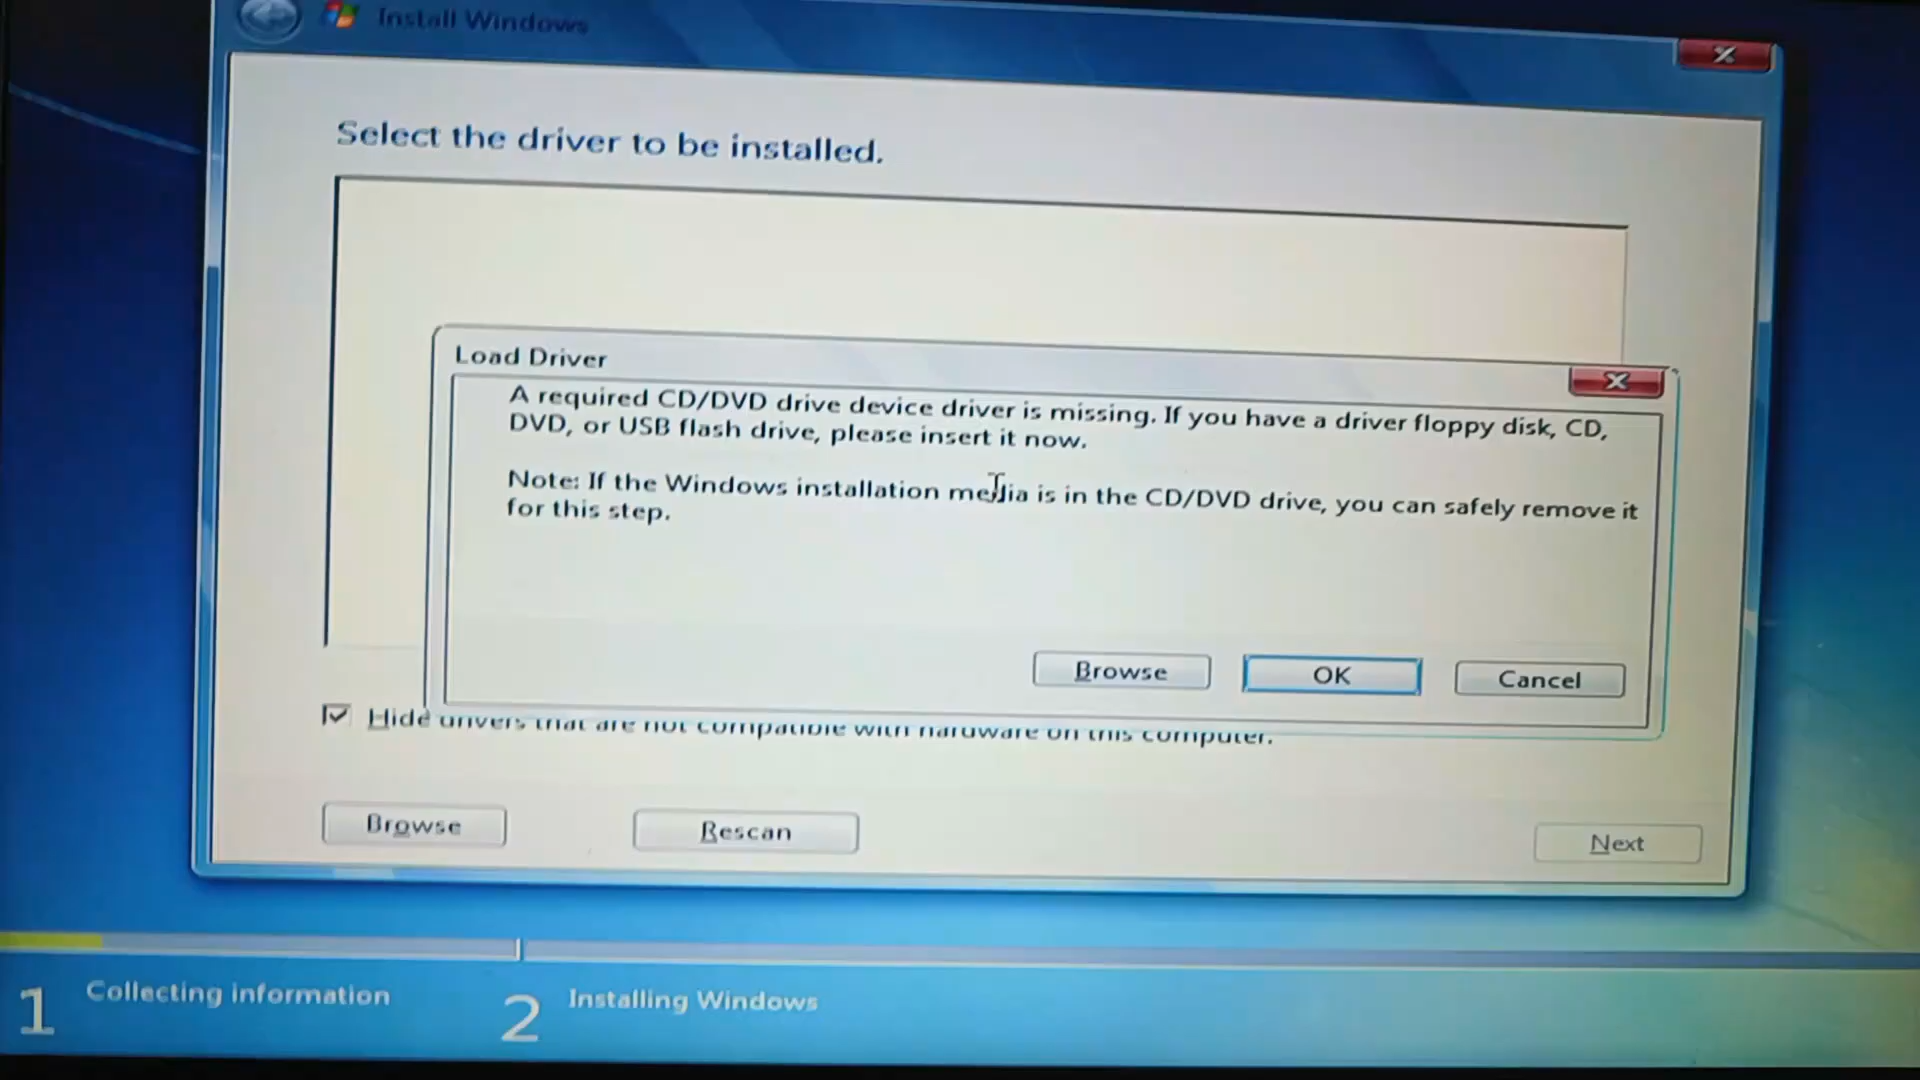 Install Windows
Select the driver to be installed.
Load Driver
A required CD/DVD drive device driver is missing. If you have a driver floppy disk, CD,
DVD, or USB flash drive, please insert it now.
Note: If the Windows installation media is in the CD/DVD drive, you can safely remove it
for this step.
Browse OK Cancel
Hide drivers that are not compatible with hardware on this computer.
Browse Rescan Next
1 Collecting information 2 Installing Windows